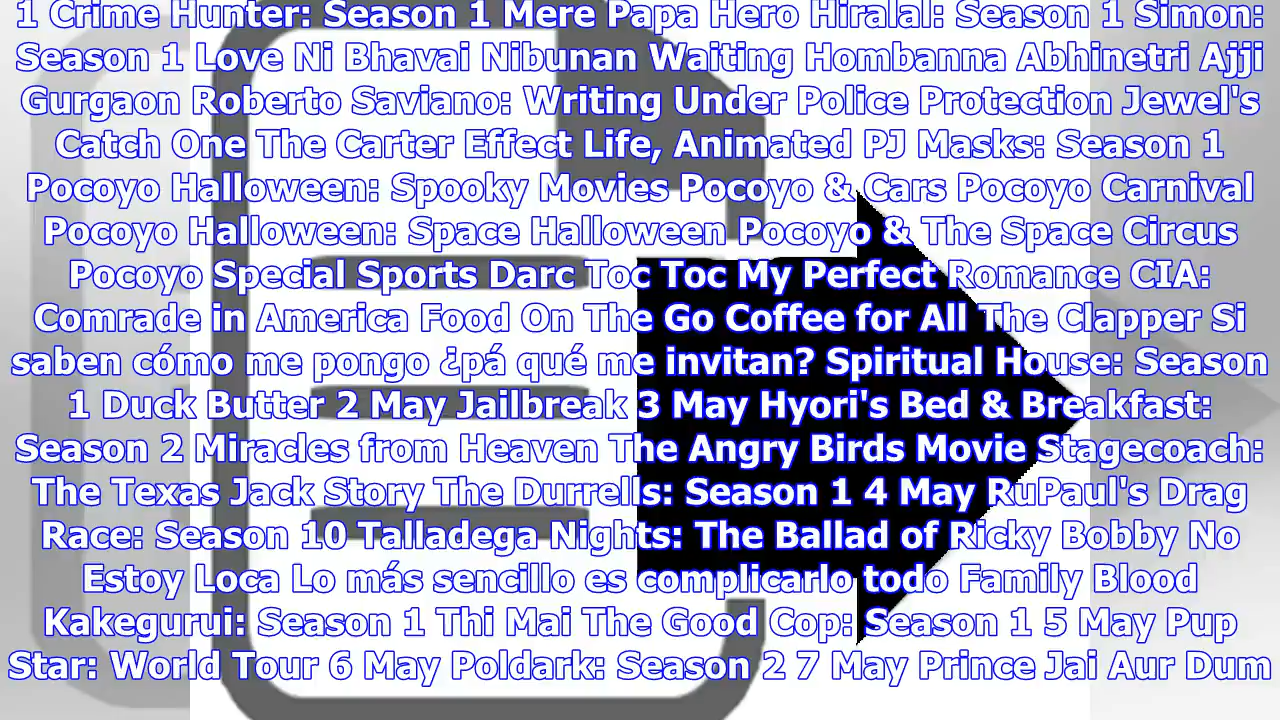 1 Crime Hunter: Season 1 Mere Papa Hero Hiralal: Season 1 Simon:
Season 1 Love Ni Bhavai Nibunan Waiting Hombanna Abhinetri Ajji
Gurgaon Roberto Saviano: Writing Under Police Protection Jewel's
Catch One The Carter Effect Life, Animated PJ Masks: Season 1
Pocoyo Halloween: Spooky Movies Pocoyo & Cars Pocoyo Carnival
Pocoyo Halloween: Space Halloween Pocoyo & The Space Circus
Pocoyo Special Sports Darc Toc Toc My Perfect Romance CIA:
Comrade in America Food On The Go Coffee for All The Clapper Si
saben cómo me pongo ¿pá qué me invitan? Spiritual House: Season
1 Duck Butter 2 May Jailbreak 3 May Hyori's Bed & Breakfast:
Season 2 Miracles from Heaven The Angry Birds Movie Stagecoach:
The Texas Jack Story The Durrells: Season 1 4 May RuPaul's Drag
Race: Season 10 Talladega Nights: The Ballad of Ricky Bobby No
Estoy Loca Lo más sencillo es complicarlo todo Family Blood
Kakegurui: Season 1 Thi Mai The Good Cop: Season 1 5 May Pup
Star: World Tour 6 May Poldark: Season 2 7 May Prince Jai Aur Dum